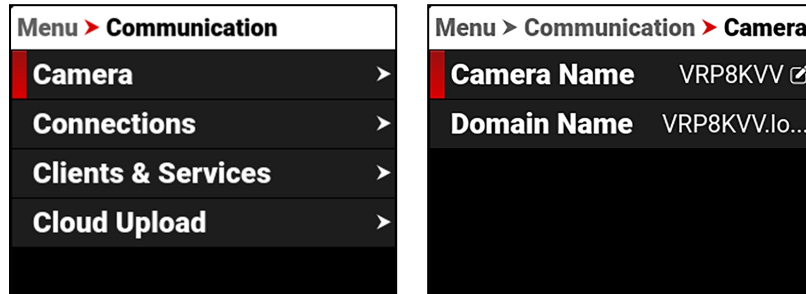 Menu > Communication
Camera
Connections
Clients & Services
Cloud Upload
Menu > Communication > Camera
Camera Name VRP8KVV
Domain Name VRP8KVV.lo...